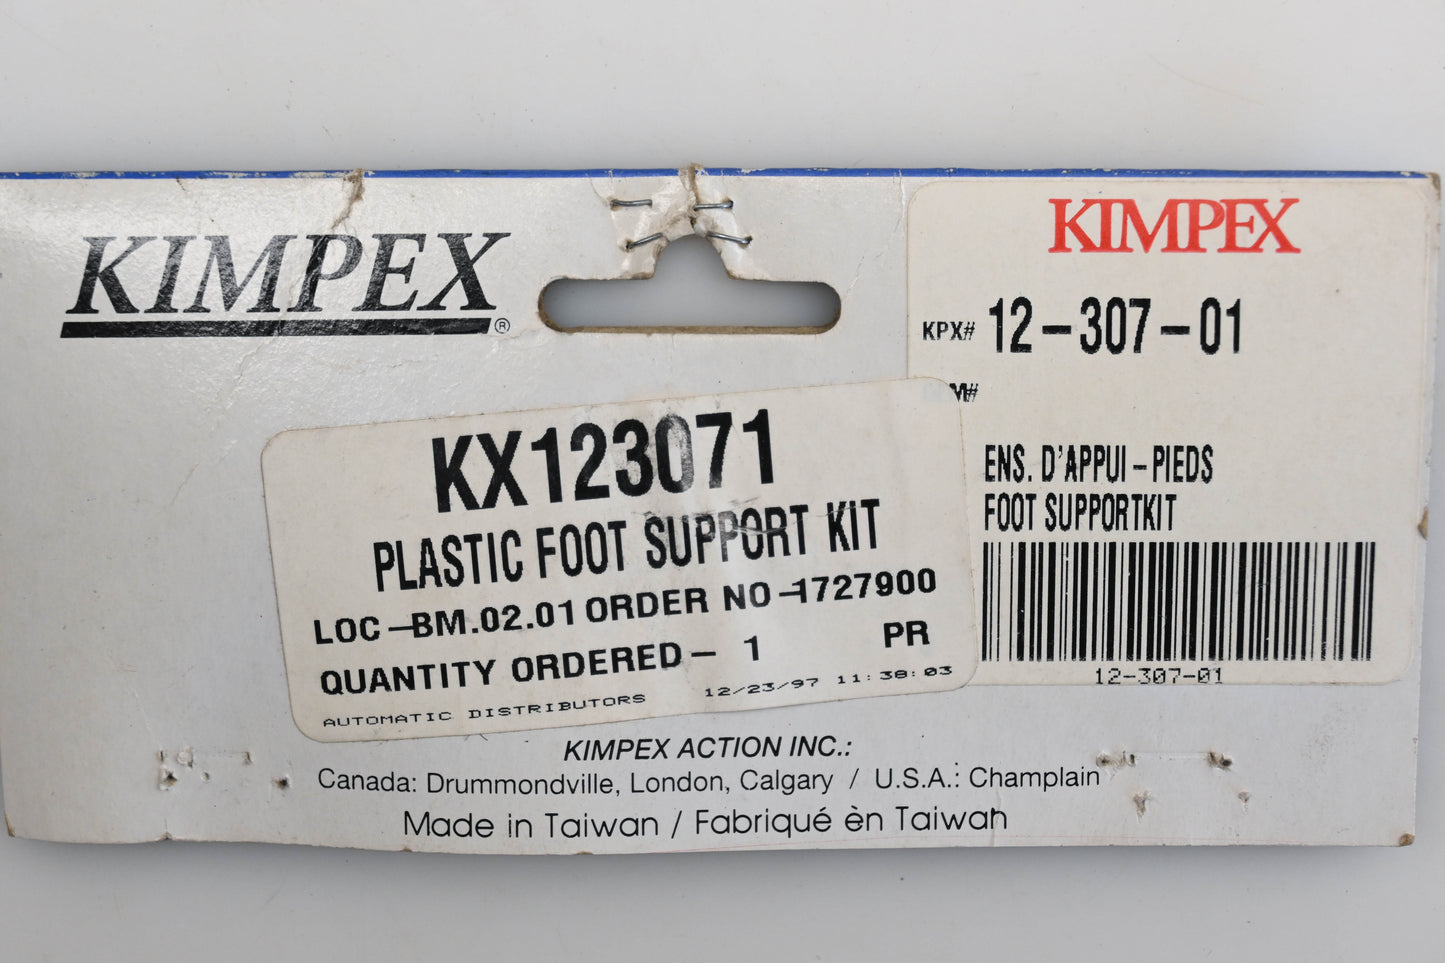 KIMPEX®
KIMPEX
KPX# 12-307-01
M#
ENS. D'APPUI-PIEDS
FOOT SUPPORTKIT
12-307-01
KX123071
PLASTIC FOOT SUPPORT KIT
LOC-BM.02.01 ORDER NO-1727900
QUANTITY ORDERED- 1 PR
AUTOMATIC DISTRIBUTORS 12/23/97 11:38:03
KIMPEX ACTION INC.:
Canada: Drummondville, London, Calgary / U.S.A.: Champlain
Made in Taiwan / Fabriqué èn Taiwan